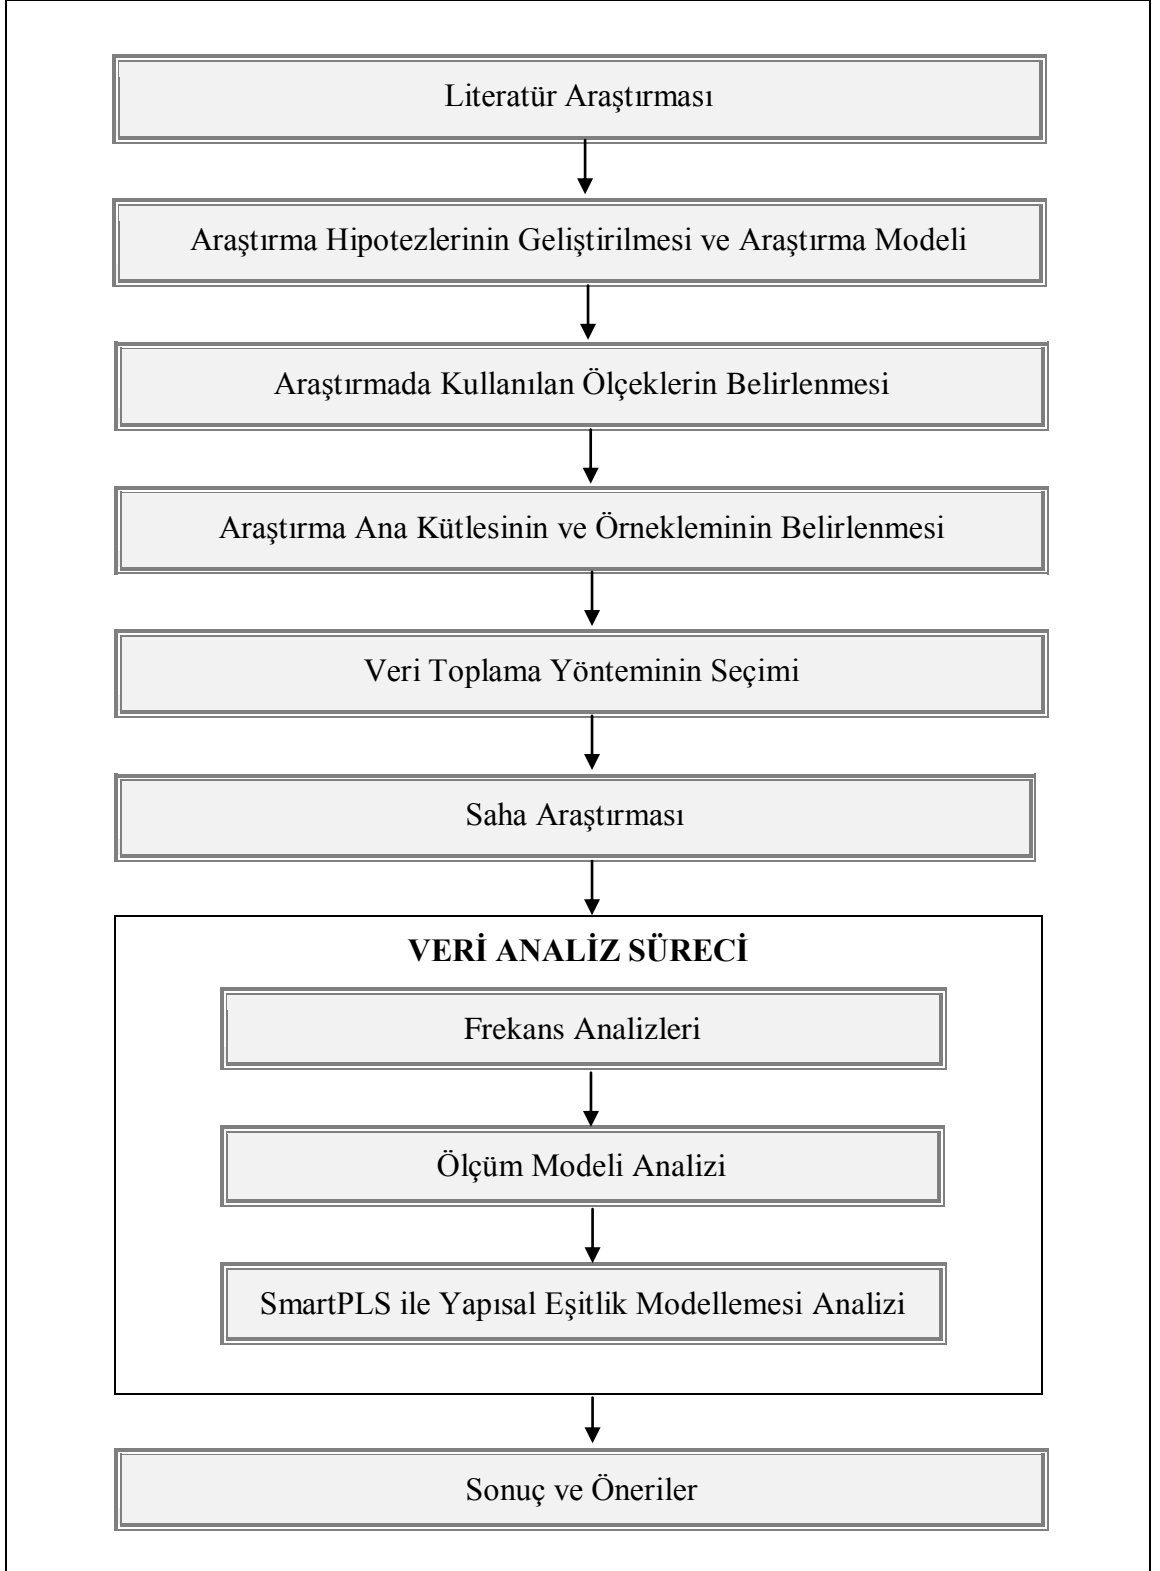 Literatür Araştırması
Araştırma Hipotezlerinin Geliştirilmesi ve Araştırma Modeli
Araştırmada Kullanılan Ölçeklerin Belirlenmesi
Araştırma Ana Kütlesinin ve Örnekleminin Belirlenmesi
Veri Toplama Yönteminin Seçimi
Saha Araştırması
VERİ ANALİZ SÜRECİ
Frekans Analizleri
Ölçüm Modeli Analizi
SmartPLS ile Yapısal Eşitlik Modellemesi Analizi
Sonuç ve Öneriler